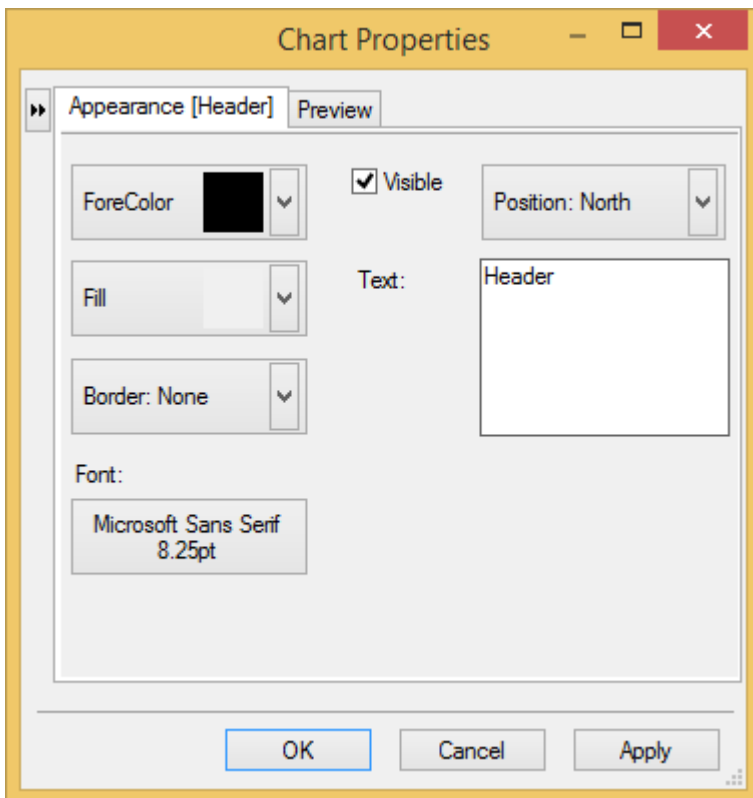 Chart Properties
Appearance [Header]
Preview
ForeColor
Visible
Position: North
Fill
Text:
Header
Border: None
Font:
Microsoft Sans Serif
8.25pt
OK
Cancel
Apply